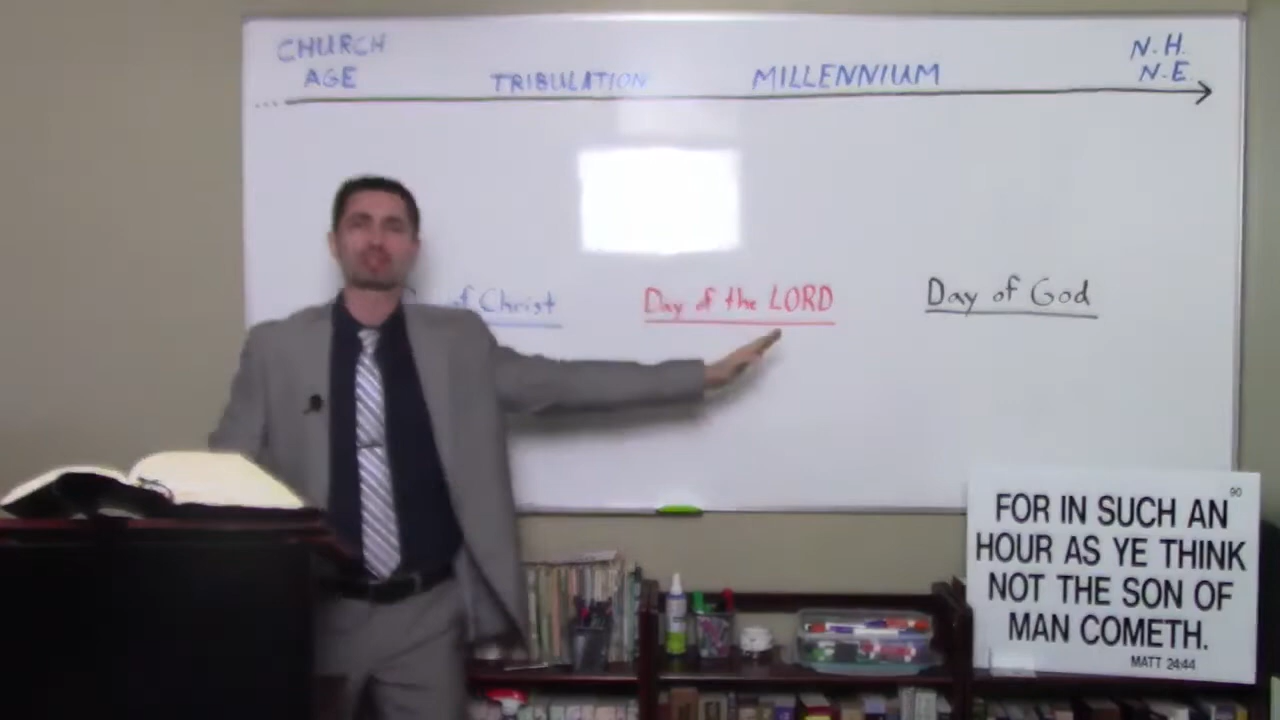 CHURCH
AGE
TRIBULATION
MILLENNIUM
N.H.
N.E.
of Christ
Day of the LORD
Day of God
90
FOR IN SUCH AN
HOUR AS YE THINK
NOT THE SON OF
MAN COMETH.
MATT 24:44